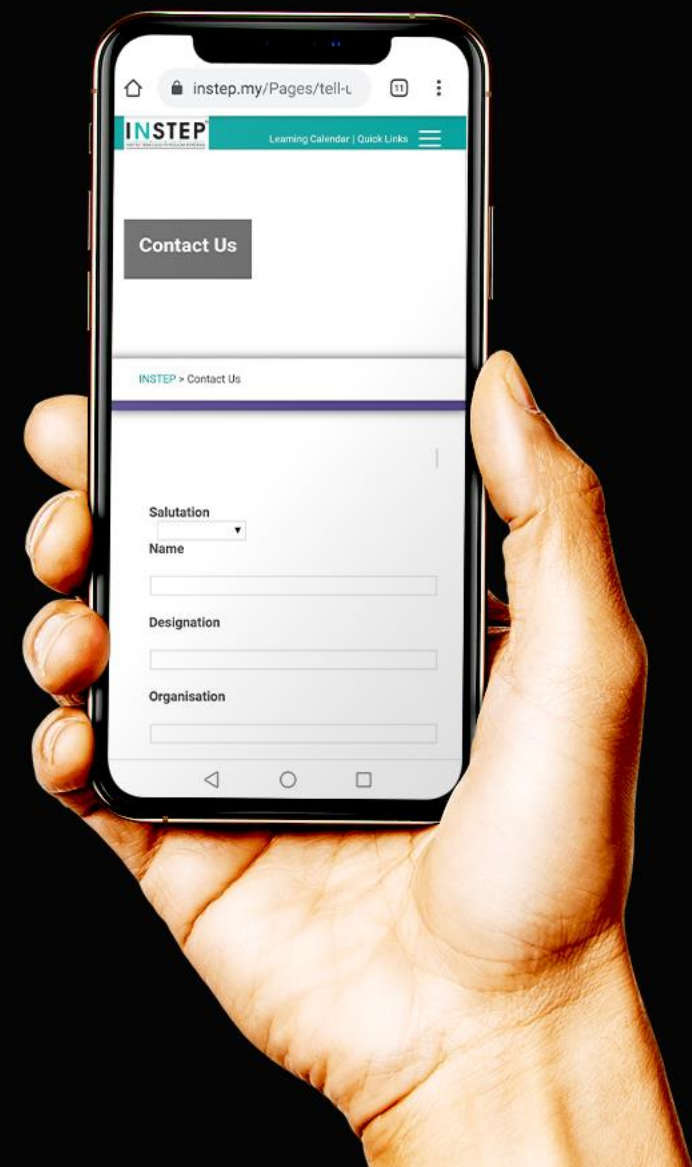 instep.my/Pages/tell-u
11
INSTEP
Learning Calendar | Quick Links
Contact Us
INSTEP > Contact Us
Salutation
Name
Designation
Organisation